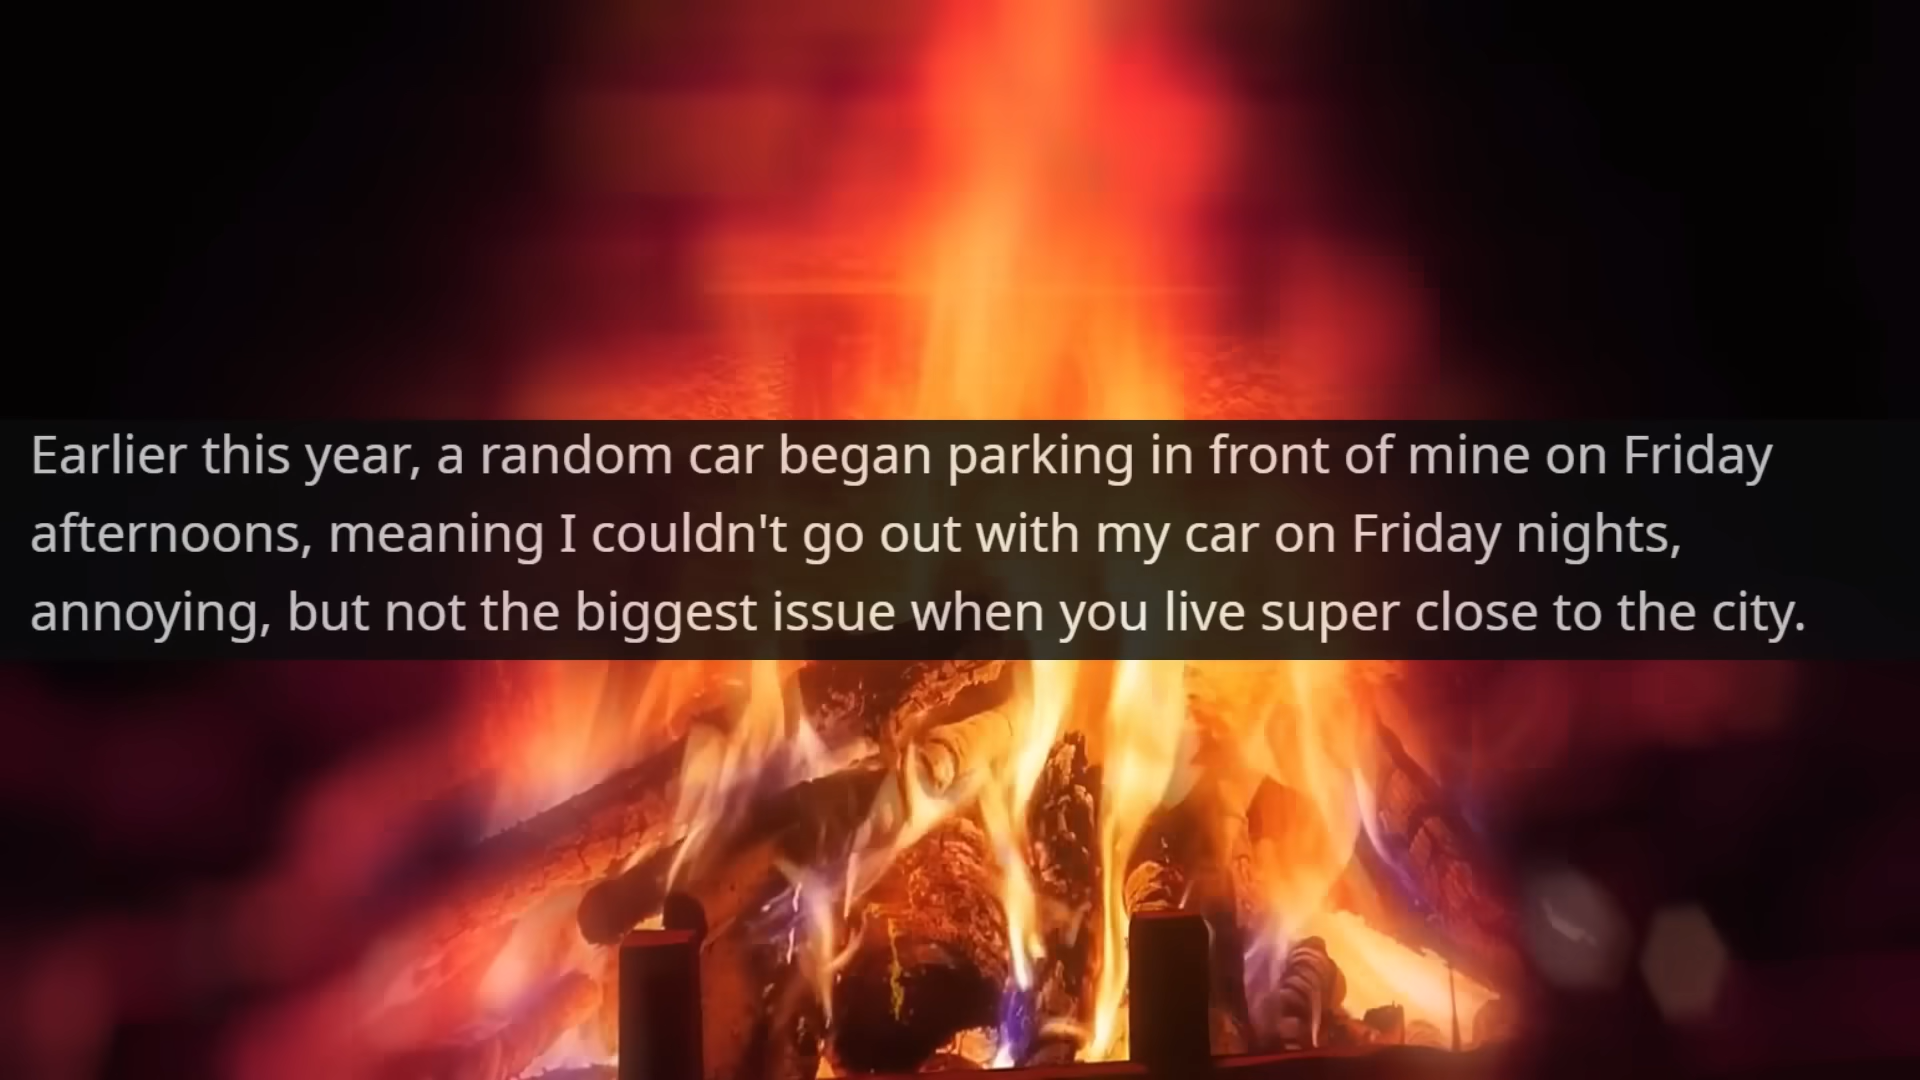 Earlier this year, a random car began parking in front of mine on Friday
afternoons, meaning I couldn't go out with my car on Friday nights,
annoying, but not the biggest issue when you live super close to the city.